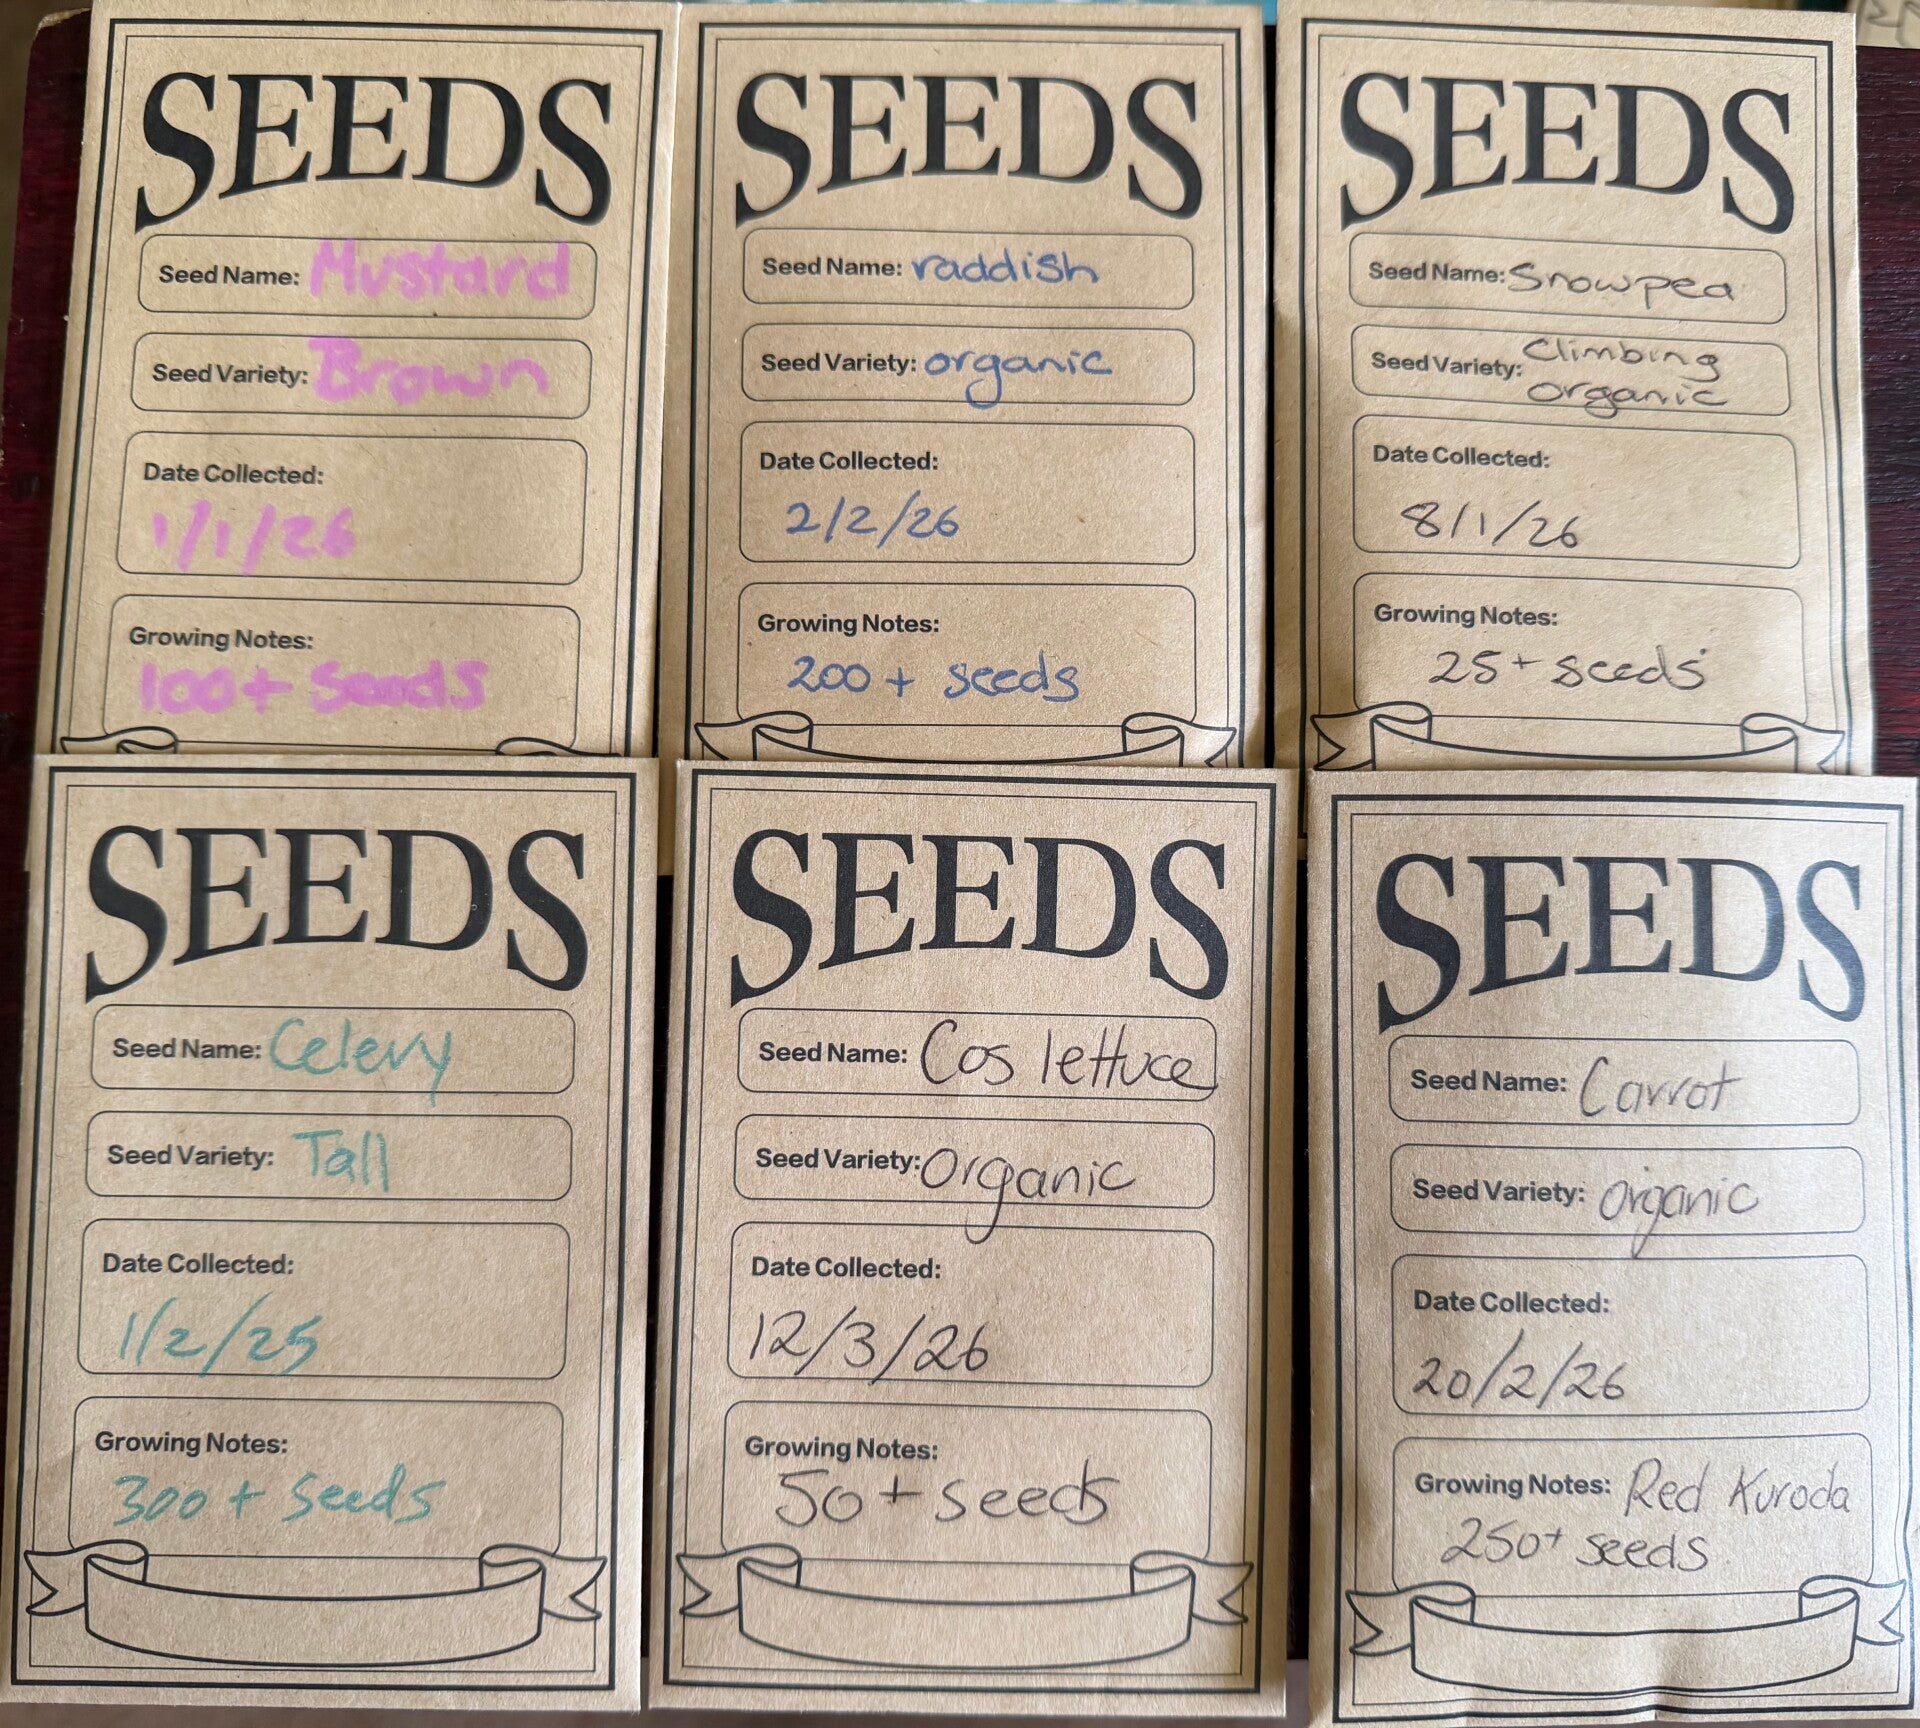 SEEDS
Seed Name: Mustard
Seed Variety: Brown
Date Collected:
1/1/26
Growing Notes:
100+ Seeds
SEEDS
Seed Name: raddish
Seed Variety: organic
Date Collected:
2/2/26
Growing Notes:
200+ seeds
SEEDS
Seed Name: Snowpea
Seed Variety: Climbing
organic
Date Collected:
8/1/26
Growing Notes:
25+ seeds
SEEDS
Seed Name: Celery
Seed Variety: Tall
Date Collected:
1/2/25
Growing Notes:
300+ seeds
SEEDS
Seed Name: Cos lettuce
Seed Variety: Organic
Date Collected:
12/3/26
Growing Notes:
50+ seeds
SEEDS
Seed Name: Carrot
Seed Variety: organic
Date Collected:
20/2/26
Growing Notes: Red Kuroda
250+ seeds